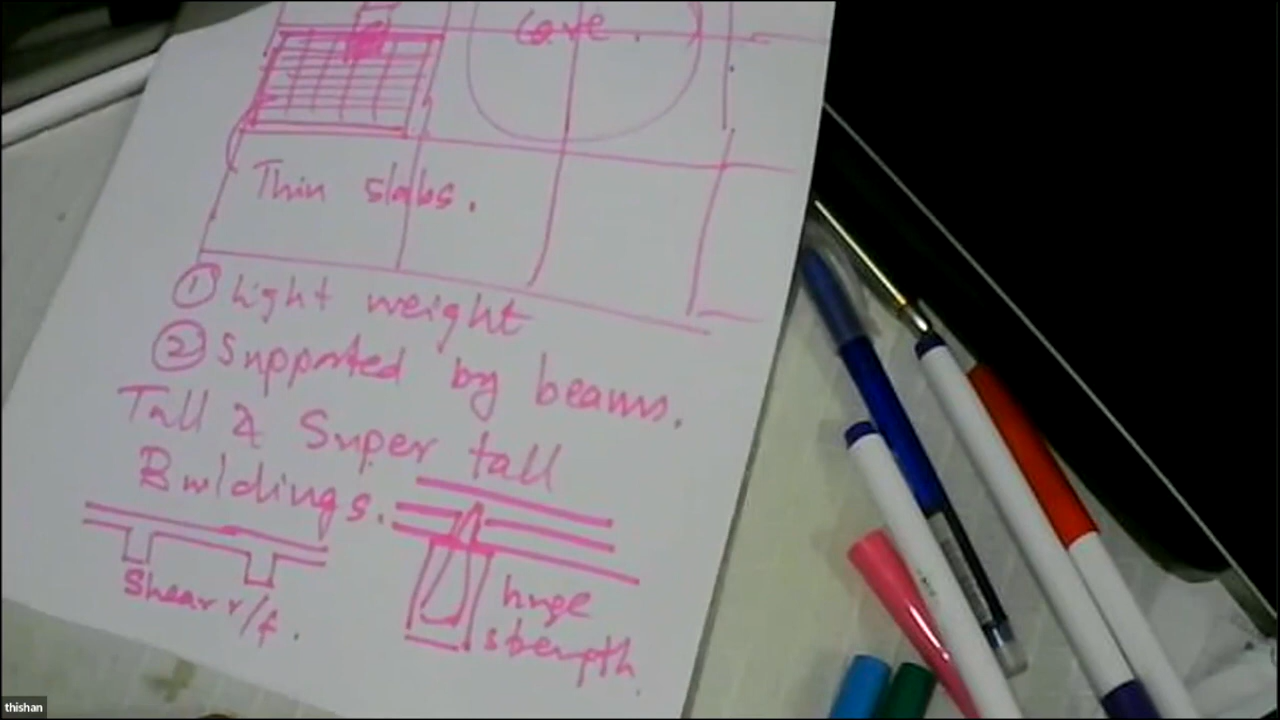 Core.
Thin slabs.
① Light weight
② Supported by beams.
Tall & Super tall
Buildings.
Shear r/f.
huge
strength
thishan